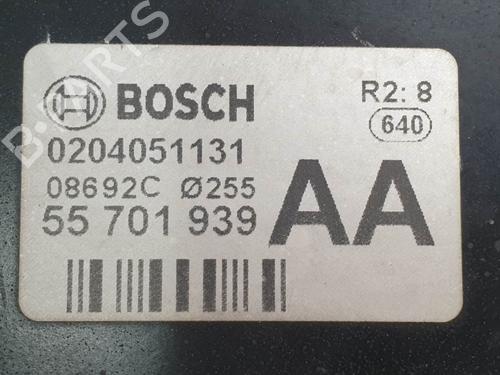 BOSCH
R2: 8
640
0204051131
08692C Ø255
55 701 939
AA
B-PARTS